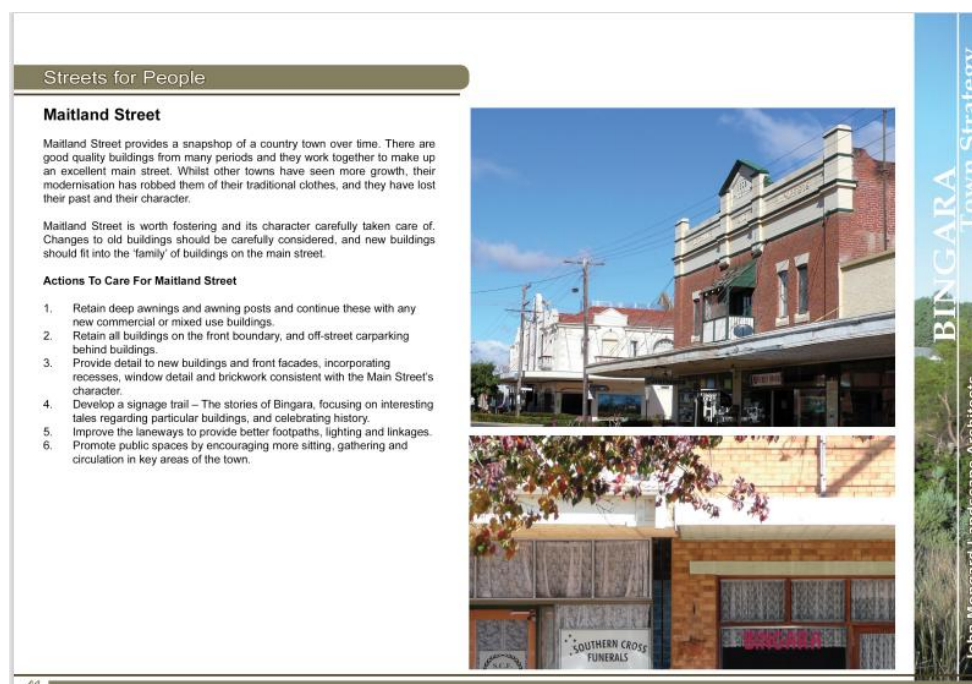 Streets for People
Maitland Street
Maitland Street provides a snapshop of a country town over time. There are
good quality buildings from many periods and they work together to make up
an excellent main street. Whilst other towns have seen more growth, their
modernisation has robbed them of their traditional clothes, and they have lost
their past and their character.
Maitland Street is worth fostering and its character carefully taken care of.
Changes to old buildings should be carefully considered, and new buildings
should fit into the ‘family’ of buildings on the main street.
Actions To Care For Maitland Street
1. Retain deep awnings and awning posts and continue these with any
new commercial or mixed use buildings.
2. Retain all buildings on the front boundary, and off-street carparking
behind buildings.
3. Provide detail to new buildings and front facades, incorporating
recesses, window detail and brickwork consistent with the Main Street’s
character.
4. Develop a signage trail – The stories of Bingara, focusing on interesting
tales regarding particular buildings, and celebrating history.
5. Improve the laneways to provide better footpaths, lighting and linkages.
6. Promote public spaces by encouraging more sitting, gathering and
circulation in key areas of the town.
SOUTHERN CROSS
FUNERALS
S.C.F.
BINGARA
BINGARA
Town Strategy